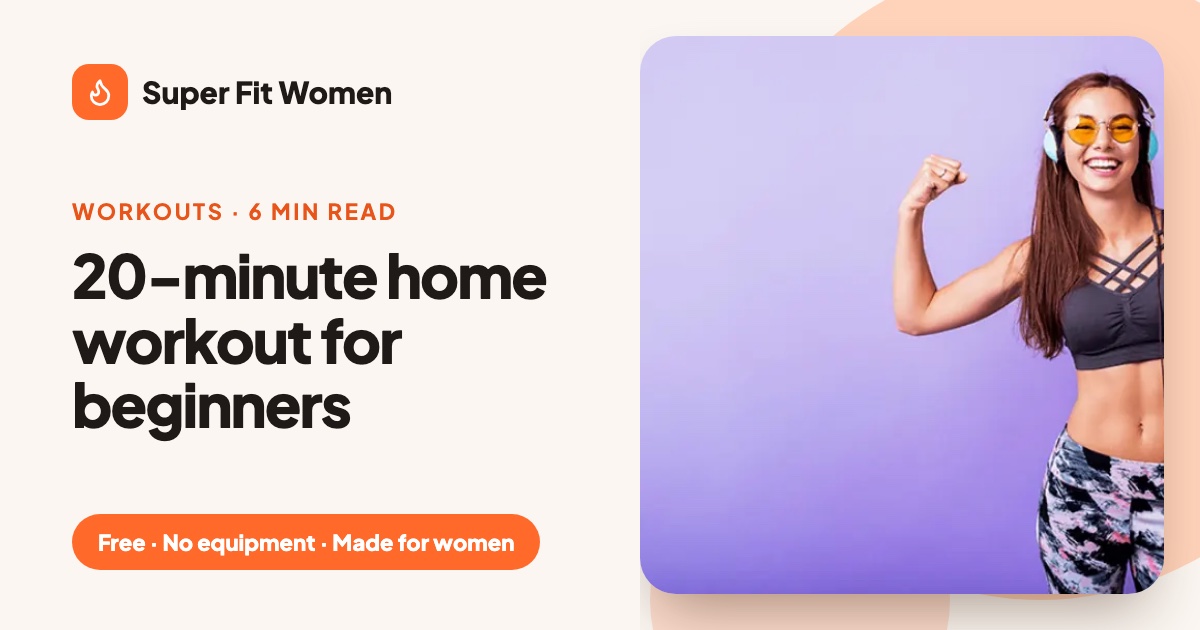 Super Fit Women
WORKOUTS · 6 MIN READ
20-minute home
workout for
beginners
Free · No equipment · Made for women